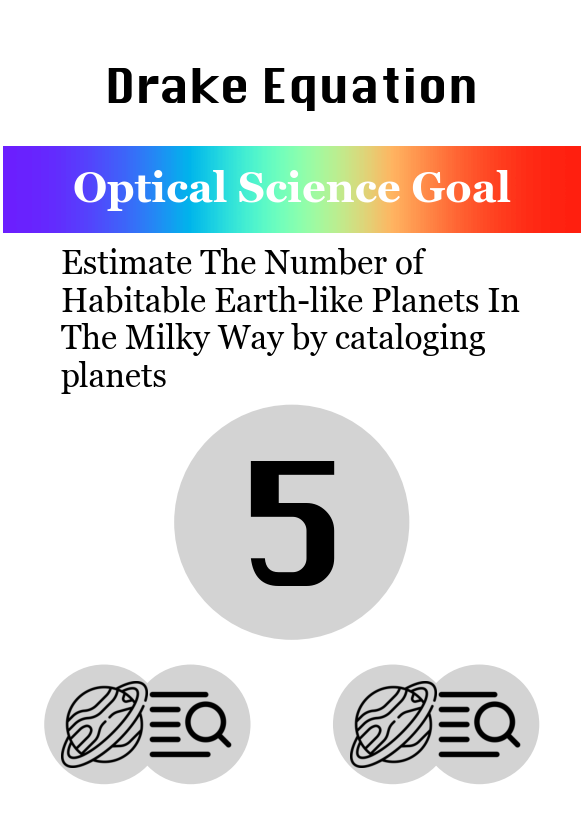 Drake Equation
Optical Science Goal
Estimate The Number of
Habitable Earth-like Planets In
The Milky Way by cataloging
planets
5